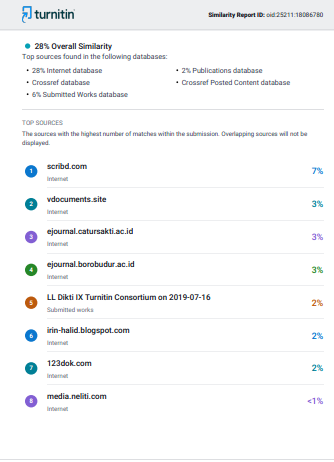 turnitin
Similarity Report ID: oid:25211:18086780
28% Overall Similarity
Top sources found in the following databases:
• 28% Internet database
• 2% Publications database
• Crossref database
• Crossref Posted Content database
• 6% Submitted Works database
TOP SOURCES
The sources with the highest number of matches within the submission. Overlapping sources will not be
displayed.
1
scribd.com
Internet
7%
2
vdocuments.site
Internet
3%
3
ejournal.catursakti.ac.id
Internet
3%
4
ejournal.borobudur.ac.id
Internet
3%
5
LL Dikti IX Turnitin Consortium on 2019-07-16
Submitted works
2%
6
irin-halid.blogspot.com
Internet
2%
7
123dok.com
Internet
2%
8
media.neliti.com
Internet
<1%